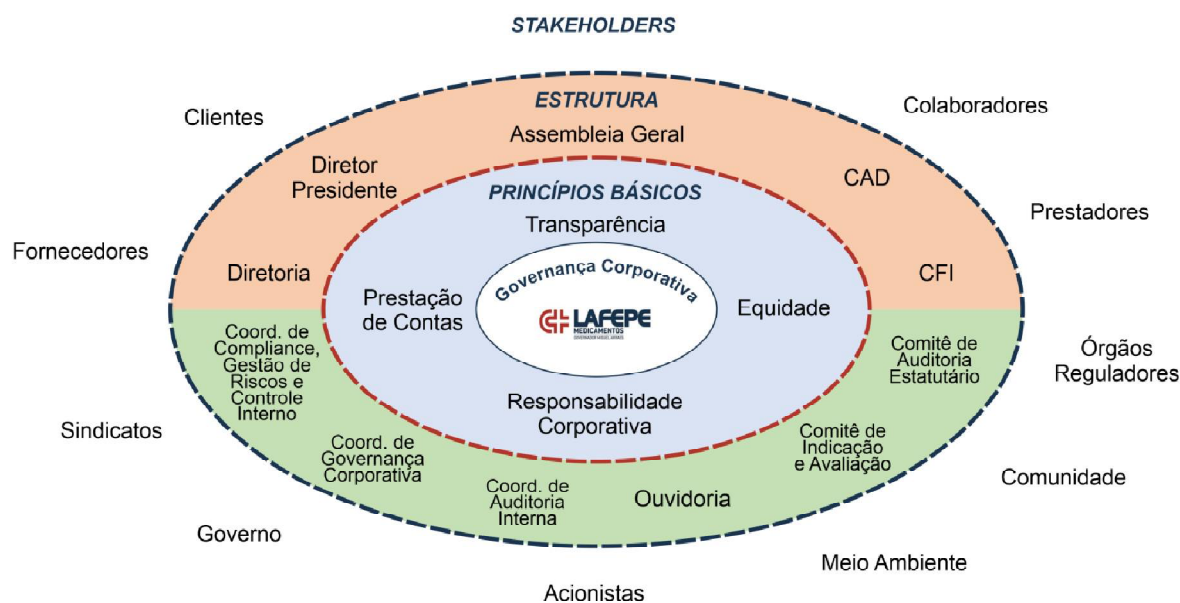 STAKEHOLDERS
Clientes
Colaboradores
Fornecedores
Prestadores
Sindicatos
Órgãos
Reguladores
Governo
Comunidade
Acionistas
Meio Ambiente
ESTRUTURA
Assembleia Geral
Diretor
Presidente
CAD
Diretoria
CFI
Coord. de
Compliance,
Gestão de
Riscos e
Controle
Interno
Comitê de
Auditoria
Estatutário
Coord. de
Governança
Corporativa
Comitê de
Indicação
e Avaliação
Coord. de
Auditoria
Interna
Ouvidoria
PRINCÍPIOS BÁSICOS
Transparência
Prestação
de Contas
Equidade
Responsabilidade
Corporativa
Governança Corporativa
LAFEPE
MEDICAMENTOS